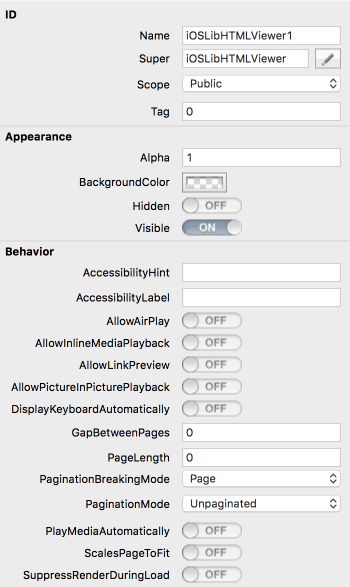 ID
Name iOSLibHTMLViewer1
Super iOSLibHTMLViewer
Scope Public
Tag 0
Appearance
Alpha 1
BackgroundColor
Hidden OFF
Visible ON
Behavior
AccessibilityHint
AccessibilityLabel
AllowAirPlay OFF
AllowInlineMediaPlayback OFF
AllowLinkPreview OFF
AllowPictureInPicturePlayback OFF
DisplayKeyboardAutomatically OFF
GapBetweenPages 0
PageLength 0
PaginationBreakingMode Page
PaginationMode Unpaginated
PlayMediaAutomatically OFF
ScalesPageToFit OFF
SuppressRenderDuringLoad OFF